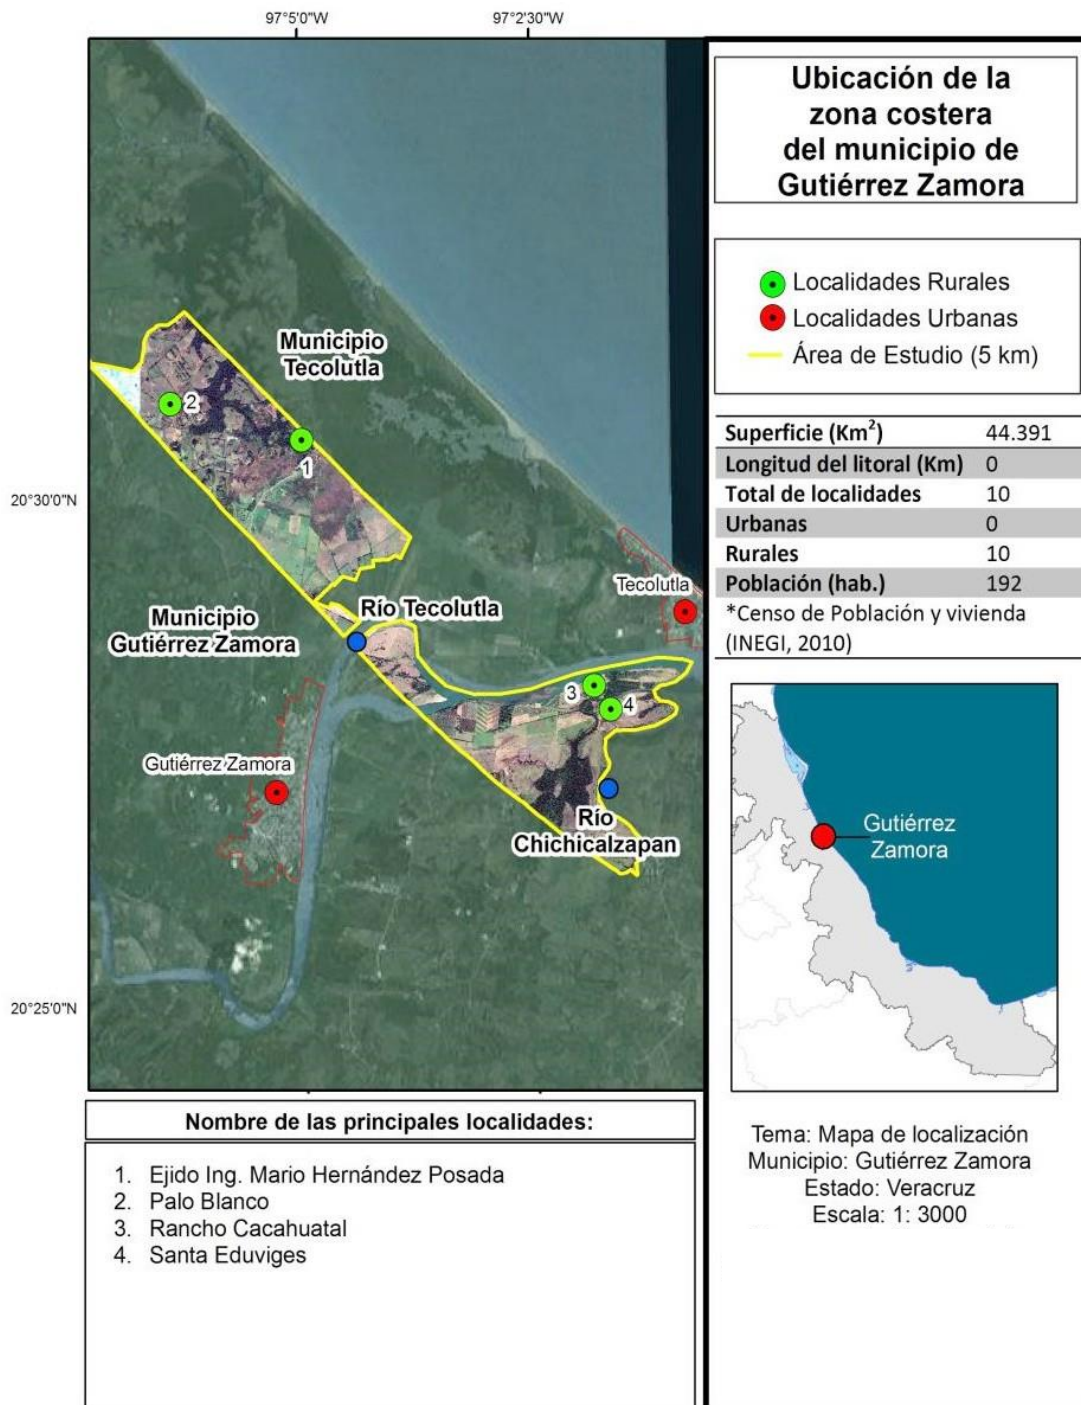 97°5'0"W
97°2'30"W
Ubicación de la
zona costera
del municipio de
Gutiérrez Zamora
Localidades Rurales
Localidades Urbanas
Área de Estudio (5 km)
Superficie (Km²) 44.391
Longitud del litoral (Km) 0
Total de localidades 10
Urbanas 0
Rurales 10
Población (hab.) 192
*Censo de Población y vivienda
(INEGI, 2010)
Municipio
Tecolutla
2
1
20°30'0"N
Tecolutla
Río Tecolutla
Municipio
Gutiérrez Zamora
3
4
Gutiérrez Zamora
Río
Chichicalzapan
20°25'0"N
Gutiérrez
Zamora
Nombre de las principales localidades:
1. Ejido Ing. Mario Hernández Posada
2. Palo Blanco
3. Rancho Cacahuatal
4. Santa Eduviges
Tema: Mapa de localización
Municipio: Gutiérrez Zamora
Estado: Veracruz
Escala: 1: 3000